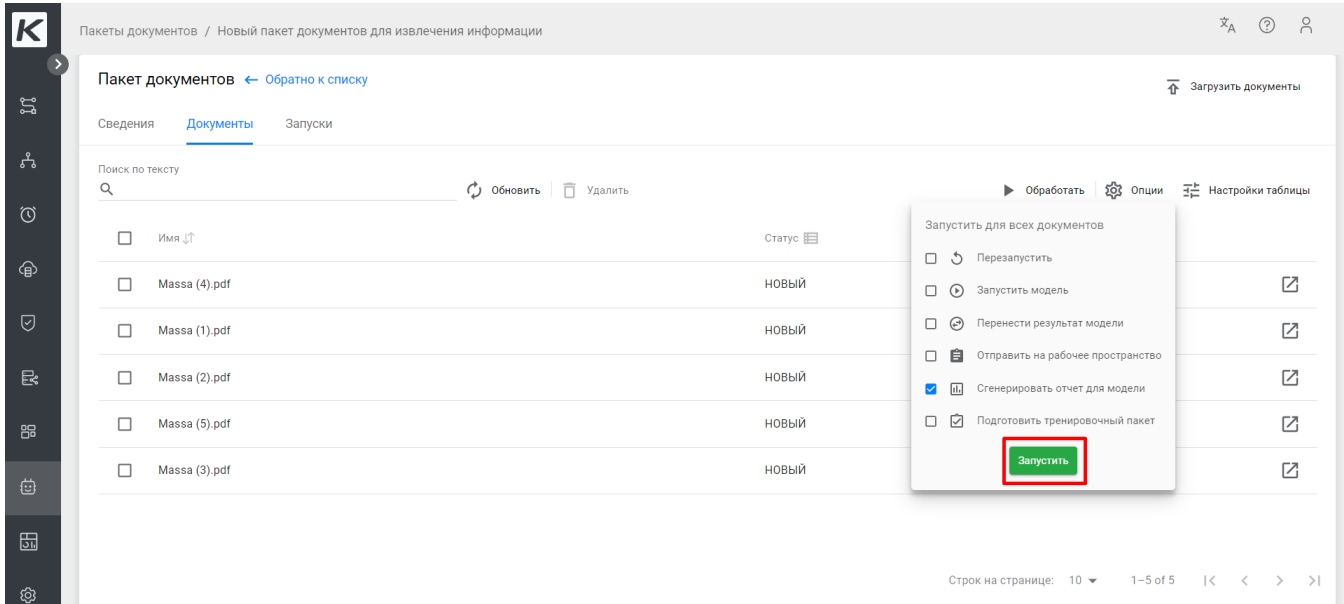 K
Пакеты документов / Новый пакет документов для извлечения информации
Пакет документов ← Обратно к списку
Загрузить документы
Сведения Документы Запуски
Поиск по тексту
Обновить Удалить Обработать Опции Настройки таблицы
Имя Статус
Massa (4).pdf НОВЫЙ
Massa (1).pdf НОВЫЙ
Massa (2).pdf НОВЫЙ
Massa (5).pdf НОВЫЙ
Massa (3).pdf НОВЫЙ
Запустить для всех документов
Перезапустить
Запустить модель
Перенести результат модели
Отправить на рабочее пространство
Сгенерировать отчет для модели
Подготовить тренировочный пакет
Запустить
Строк на странице: 10 1–5 of 5